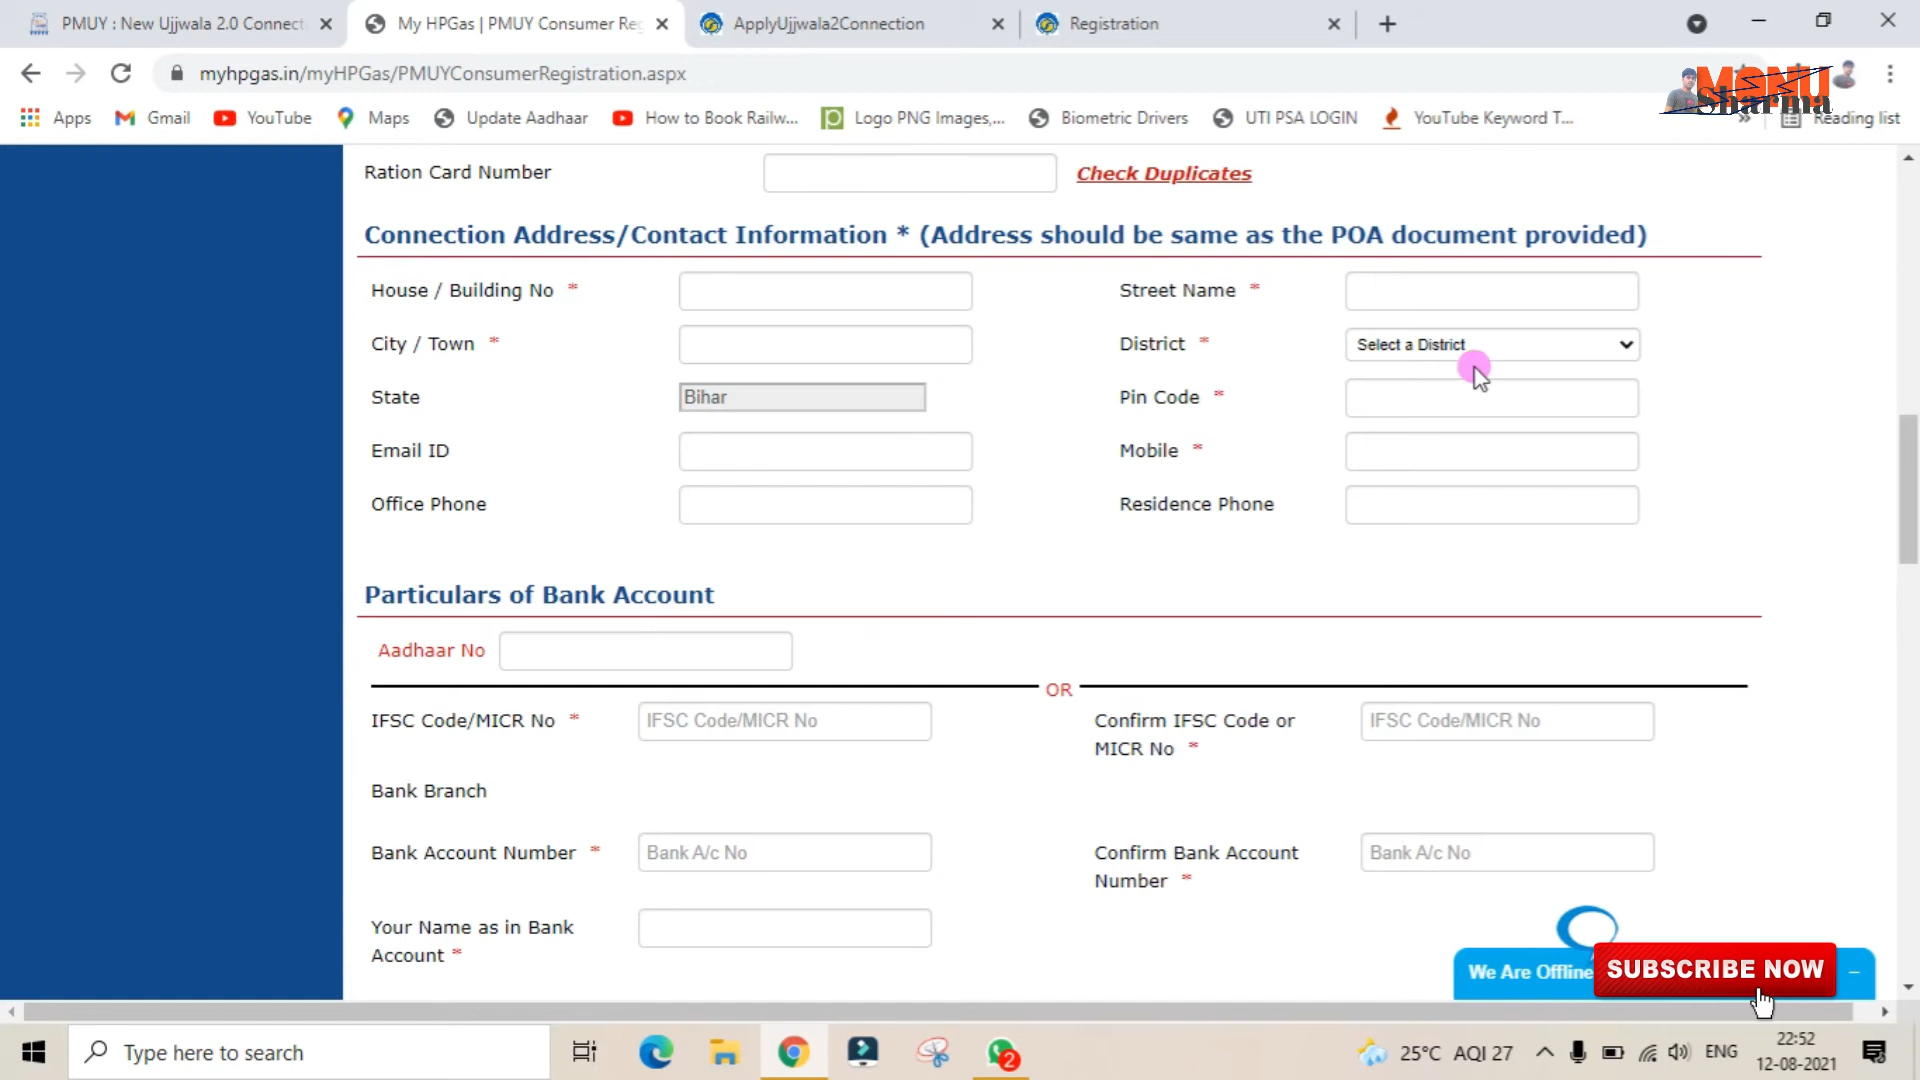 PMUY : New Ujjwala 2.0 Connect
My HPGas | PMUY Consumer Reg
ApplyUjjwala2Connection
Registration
myhpgas.in/myHPGas/PMUYConsumerRegistration.aspx
MONU
Sharma
Apps
Gmail
YouTube
Maps
Update Aadhaar
How to Book Railw...
Logo PNG Images,...
Biometric Drivers
UTI PSA LOGIN
YouTube Keyword T...
»
Reading list
Ration Card Number
Check Duplicates
Connection Address/Contact Information * (Address should be same as the POA document provided)
House / Building No *
Street Name *
City / Town *
District *
Select a District
State
Bihar
Pin Code *
Email ID
Mobile *
Office Phone
Residence Phone
Particulars of Bank Account
Aadhaar No
OR
IFSC Code/MICR No *
IFSC Code/MICR No
Confirm IFSC Code or
MICR No *
IFSC Code/MICR No
Bank Branch
Bank Account Number *
Bank A/c No
Confirm Bank Account
Number *
Bank A/c No
Your Name as in Bank
Account *
We Are Offline
SUBSCRIBE NOW
Type here to search
2
25°C AQI 27
ENG
22:52
12-08-2021